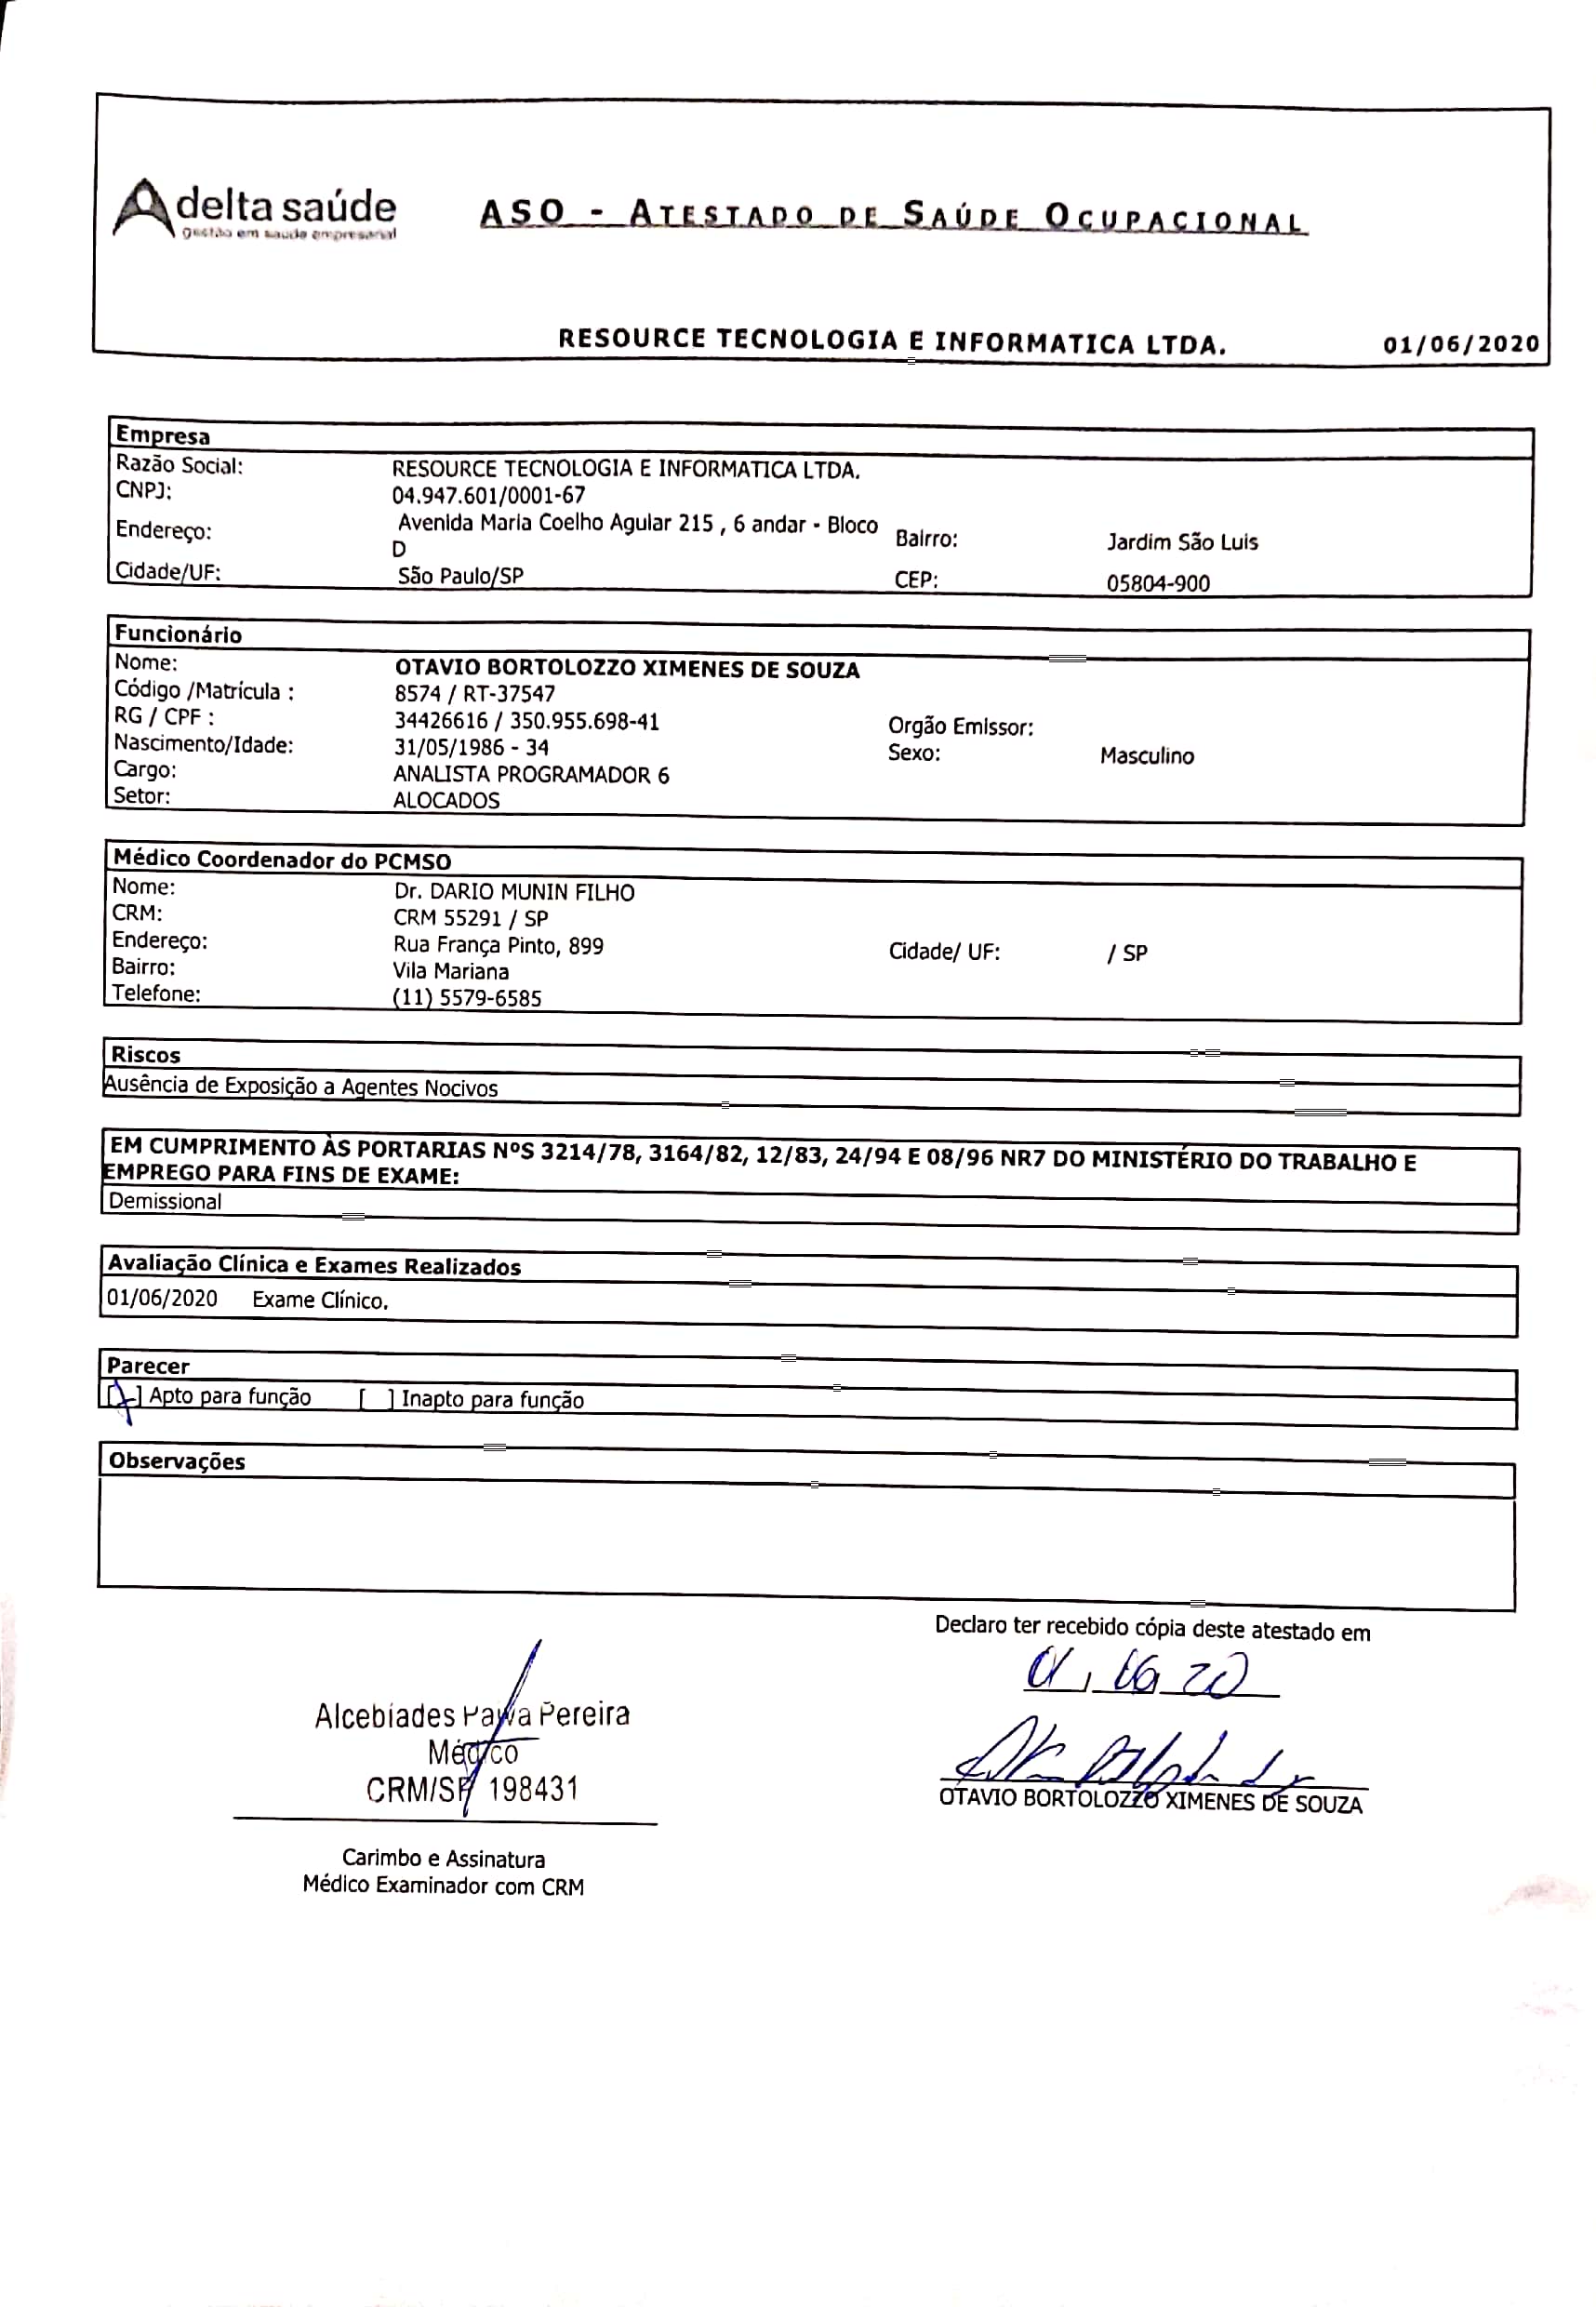 delta saúde
gestão em saúde empresarial
ASO - ATESTADO DE SAÚDE OCUPACIONAL
RESOURCE TECNOLOGIA E INFORMATICA LTDA. 01/06/2020
Empresa
Razão Social: RESOURCE TECNOLOGIA E INFORMATICA LTDA.
CNPJ: 04.947.601/0001-67
Endereço: Avenida Maria Coelho Aguiar 215 , 6 andar - Bloco D Bairro: Jardim São Luis
Cidade/UF: São Paulo/SP CEP: 05804-900
Funcionário
Nome: OTAVIO BORTOLOZZO XIMENES DE SOUZA
Código /Matrícula : 8574 / RT-37547
RG / CPF : 34426616 / 350.955.698-41 Orgão Emissor:
Nascimento/Idade: 31/05/1986 - 34 Sexo: Masculino
Cargo: ANALISTA PROGRAMADOR 6
Setor: ALOCADOS
Médico Coordenador do PCMSO
Nome: Dr. DARIO MUNIN FILHO
CRM: CRM 55291 / SP
Endereço: Rua França Pinto, 899 Cidade/ UF: / SP
Bairro: Vila Mariana
Telefone: (11) 5579-6585
Riscos
Ausência de Exposição a Agentes Nocivos
EM CUMPRIMENTO ÀS PORTARIAS NºS 3214/78, 3164/82, 12/83, 24/94 E 08/96 NR7 DO MINISTÉRIO DO TRABALHO E
EMPREGO PARA FINS DE EXAME:
Demissional
Avaliação Clínica e Exames Realizados
01/06/2020 Exame Clínico.
Parecer
[ ] Apto para função [ ] Inapto para função
Observações
Declaro ter recebido cópia deste atestado em
01, 06 20
Alcebíades Paiva Pereira
Médico
CRM/SP 198431
OTAVIO BORTOLOZZO XIMENES DE SOUZA
Carimbo e Assinatura
Médico Examinador com CRM